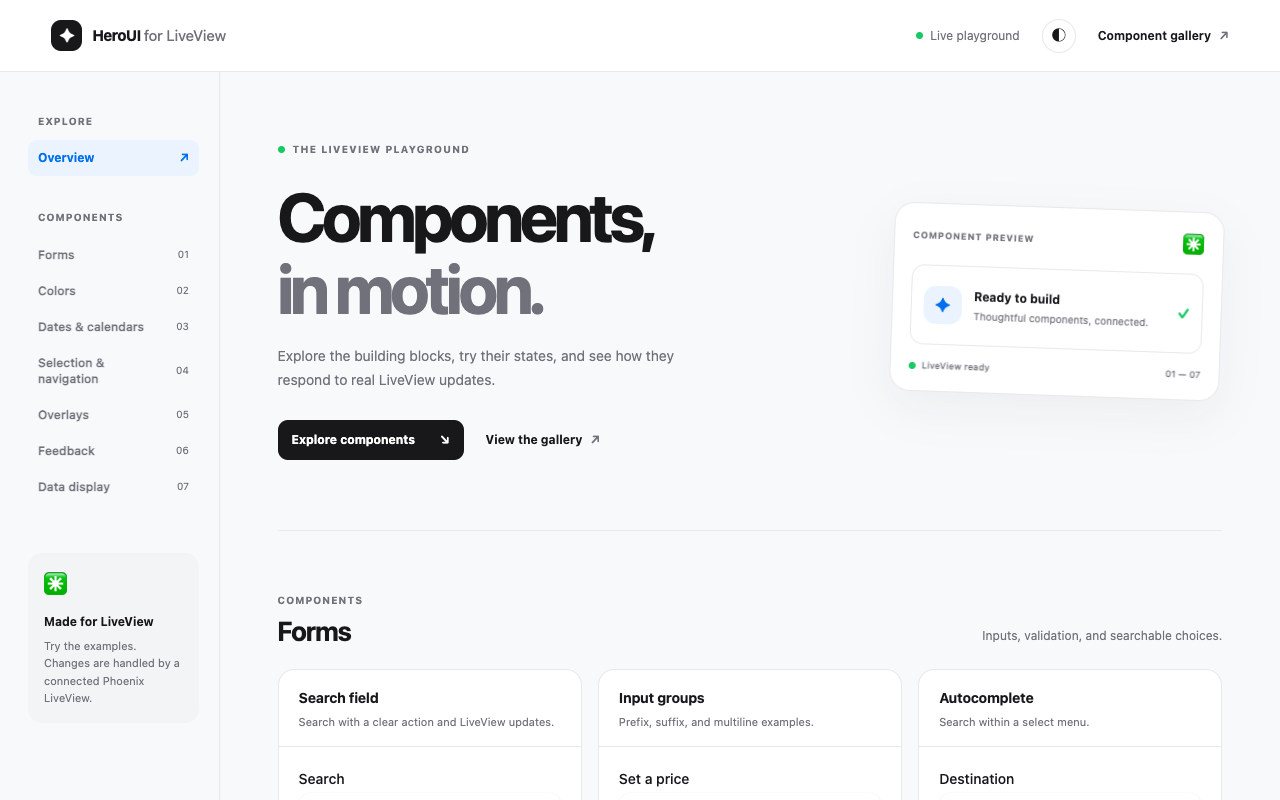 HeroUI for LiveView
Live playground
Component gallery
EXPLORE
Overview
COMPONENTS
Forms 01
Colors 02
Dates & calendars 03
Selection &
navigation 04
Overlays 05
Feedback 06
Data display 07
Made for LiveView
Try the examples.
Changes are handled by a
connected Phoenix
LiveView.
THE LIVEVIEW PLAYGROUND
Components,
in motion.
Explore the building blocks, try their states, and see how they
respond to real LiveView updates.
Explore components
View the gallery
COMPONENT PREVIEW
Ready to build
Thoughtful components, connected.
LiveView ready
01 — 07
COMPONENTS
Forms
Inputs, validation, and searchable choices.
Search field
Search with a clear action and LiveView updates.
Search
Input groups
Prefix, suffix, and multiline examples.
Set a price
Autocomplete
Search within a select menu.
Destination